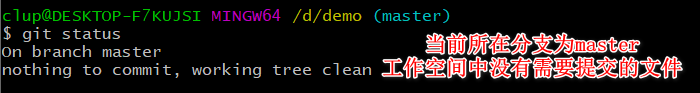 clup@DESKTOP-F7KUJSI MINGW64 /d/demo (master)
$ git status
On branch master
nothing to commit, working tree clean
当前所在分支为master
工作空间中没有需要提交的文件